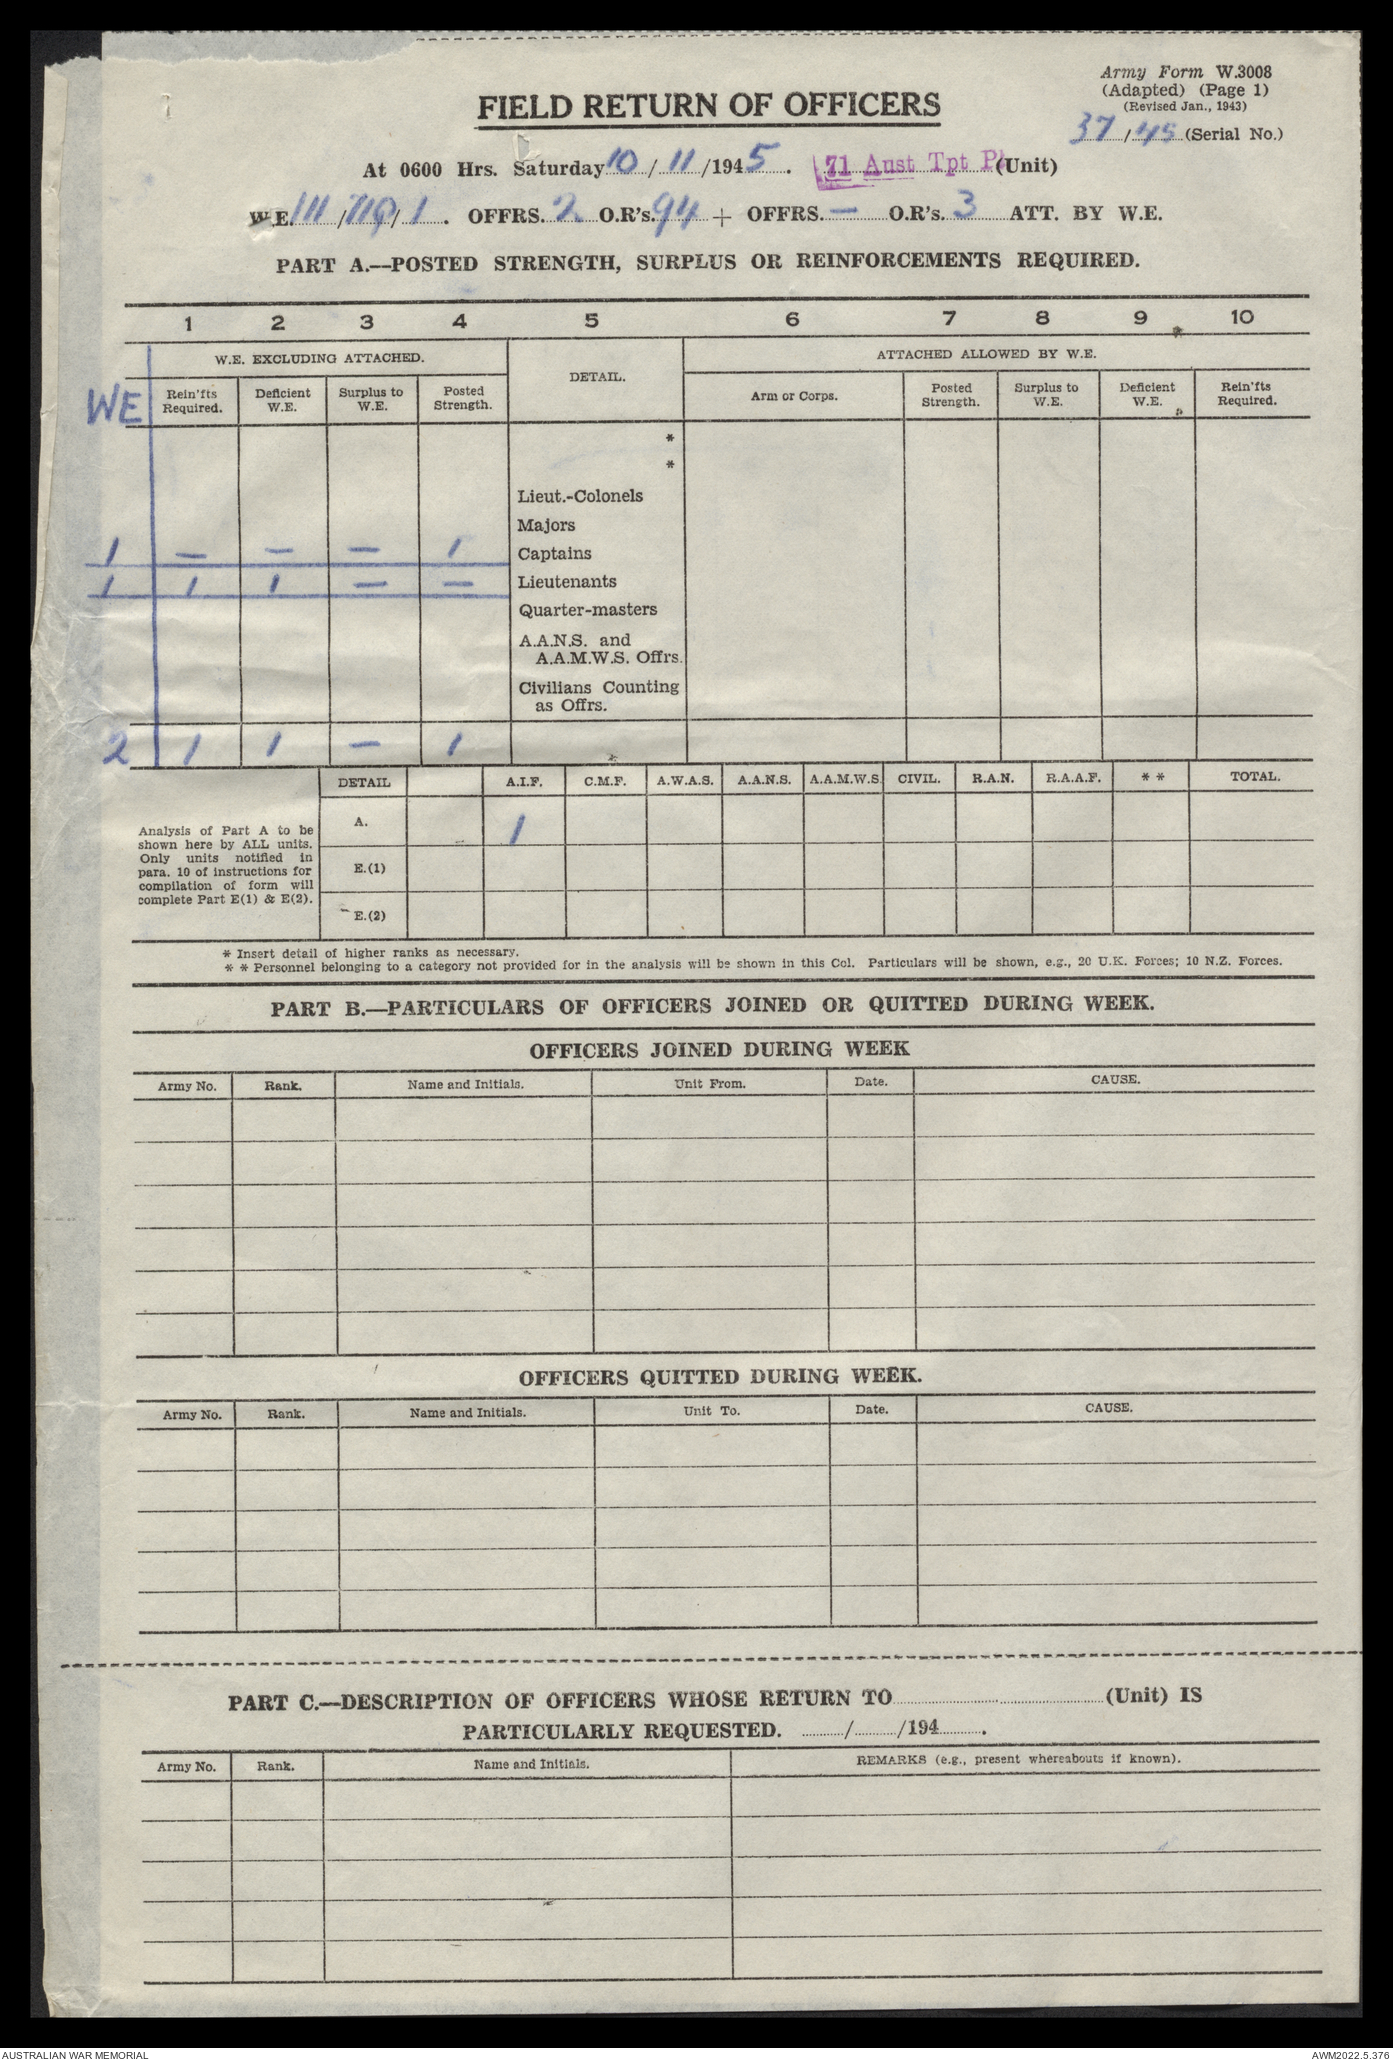 Army Form W.3008
(Adapted) (Page 1)
(Revised Jan., 1943)
37/45 (Serial No.)
FIELD RETURN OF OFFICERS
At 0600 Hrs. Saturday 10/11/1945. 71 Aust Tpt Pl (Unit)
W.E. 111/719/1. OFFRS. 2 O.R's. 94 + OFFRS. — O.R's. 3 ATT. BY W.E.
PART A.—POSTED STRENGTH, SURPLUS OR REINFORCEMENTS REQUIRED.
1 2 3 4 5 6 7 8 9 10
W.E. EXCLUDING ATTACHED. DETAIL. ATTACHED ALLOWED BY W.E.
WE Rein'fts Required. Deficient W.E. Surplus to W.E. Posted Strength. Arm or Corps. Posted Strength. Surplus to W.E. Deficient W.E. Rein'fts Required.
*
*
Lieut.-Colonels
Majors
1 — — — 1 Captains
1 1 1 — — Lieutenants
Quarter-masters
A.A.N.S. and
A.A.M.W.S. Offrs.
Civilians Counting
as Offrs.
2 1 1 — 1
DETAIL A.I.F. C.M.F. A.W.A.S. A.A.N.S. A.A.M.W.S. CIVIL. R.A.N. R.A.A.F. * * TOTAL.
Analysis of Part A to be
shown here by ALL units.
Only units notified in
para. 10 of instructions for
compilation of form will
complete Part E(1) & E(2).
A. 1
E.(1)
E.(2)
* Insert detail of higher ranks as necessary.
* * Personnel belonging to a category not provided for in the analysis will be shown in this Col. Particulars will be shown, e.g., 20 U.K. Forces; 10 N.Z. Forces.
PART B.—PARTICULARS OF OFFICERS JOINED OR QUITTED DURING WEEK.
OFFICERS JOINED DURING WEEK
Army No. Rank. Name and Initials. Unit From. Date. CAUSE.
OFFICERS QUITTED DURING WEEK.
Army No. Rank. Name and Initials. Unit To. Date. CAUSE.
PART C.—DESCRIPTION OF OFFICERS WHOSE RETURN TO (Unit) IS
PARTICULARLY REQUESTED. / /194 .
Army No. Rank. Name and Initials. REMARKS (e.g., present whereabouts if known).
AUSTRALIAN WAR MEMORIAL AWM2022.5.376